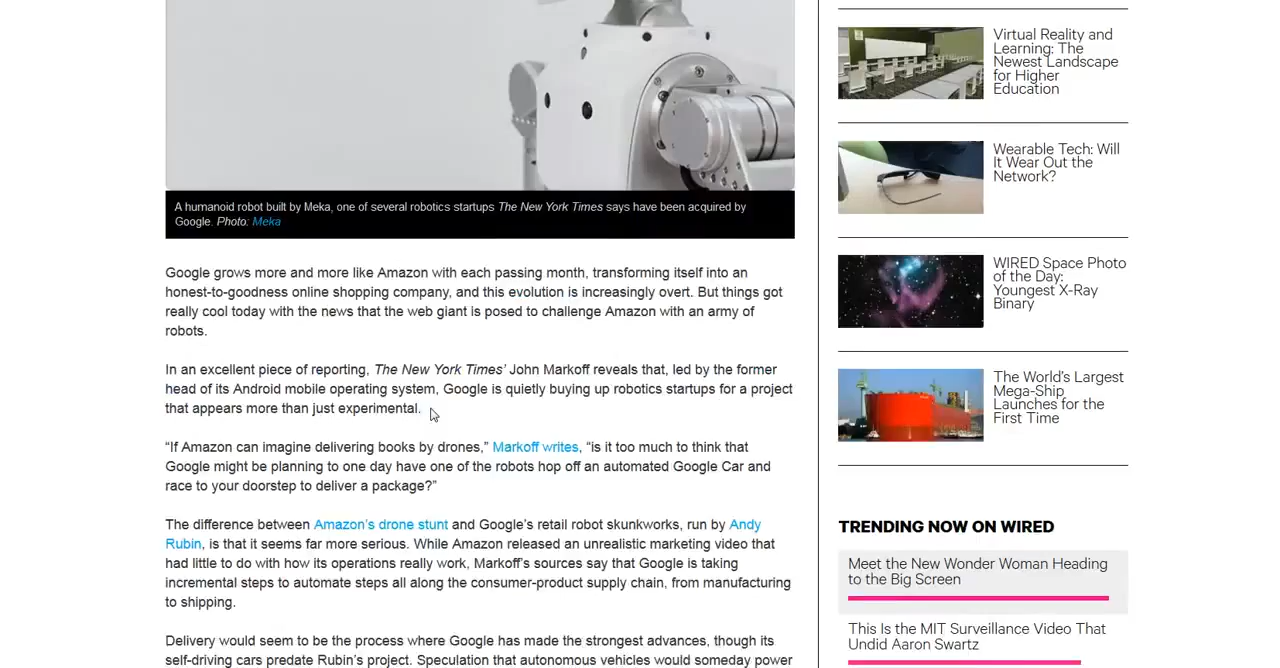 A humanoid robot built by Meka, one of several robotics startups The New York Times says have been acquired by
Google. Photo: Meka
Google grows more and more like Amazon with each passing month, transforming itself into an
honest-to-goodness online shopping company, and this evolution is increasingly overt. But things got
really cool today with the news that the web giant is posed to challenge Amazon with an army of
robots.
In an excellent piece of reporting, The New York Times’ John Markoff reveals that, led by the former
head of its Android mobile operating system, Google is quietly buying up robotics startups for a project
that appears more than just experimental.
“If Amazon can imagine delivering books by drones,” Markoff writes, “is it too much to think that
Google might be planning to one day have one of the robots hop off an automated Google Car and
race to your doorstep to deliver a package?”
The difference between Amazon’s drone stunt and Google’s retail robot skunkworks, run by Andy
Rubin, is that it seems far more serious. While Amazon released an unrealistic marketing video that
had little to do with how its operations really work, Markoff’s sources say that Google is taking
incremental steps to automate steps all along the consumer-product supply chain, from manufacturing
to shipping.
Delivery would seem to be the process where Google has made the strongest advances, though its
self-driving cars predate Rubin’s project. Speculation that autonomous vehicles would someday power
Virtual Reality and
Learning: The
Newest Landscape
for Higher
Education
Wearable Tech: Will
It Wear Out the
Network?
WIRED Space Photo
of the Day:
Youngest X-Ray
Binary
The World’s Largest
Mega-Ship
Launches for the
First Time
TRENDING NOW ON WIRED
Meet the New Wonder Woman Heading
to the Big Screen
This Is the MIT Surveillance Video That
Undid Aaron Swartz